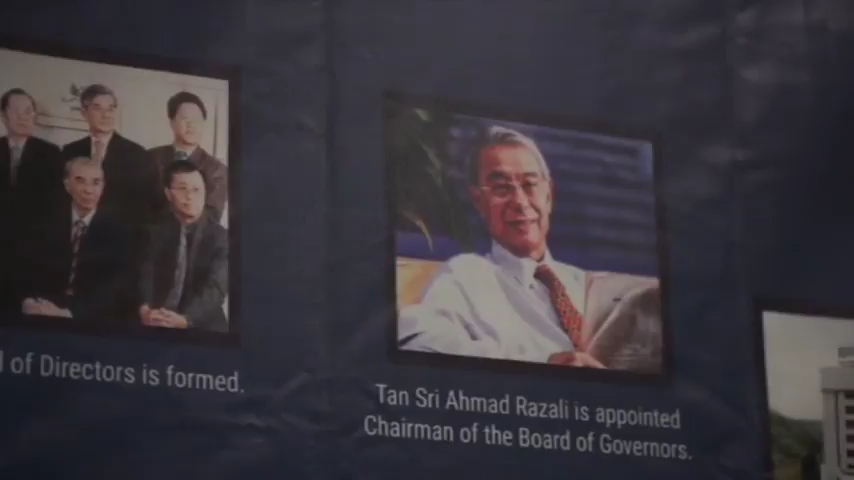 of Directors is formed.
Tan Sri Ahmad Razali is appointed
Chairman of the Board of Governors.